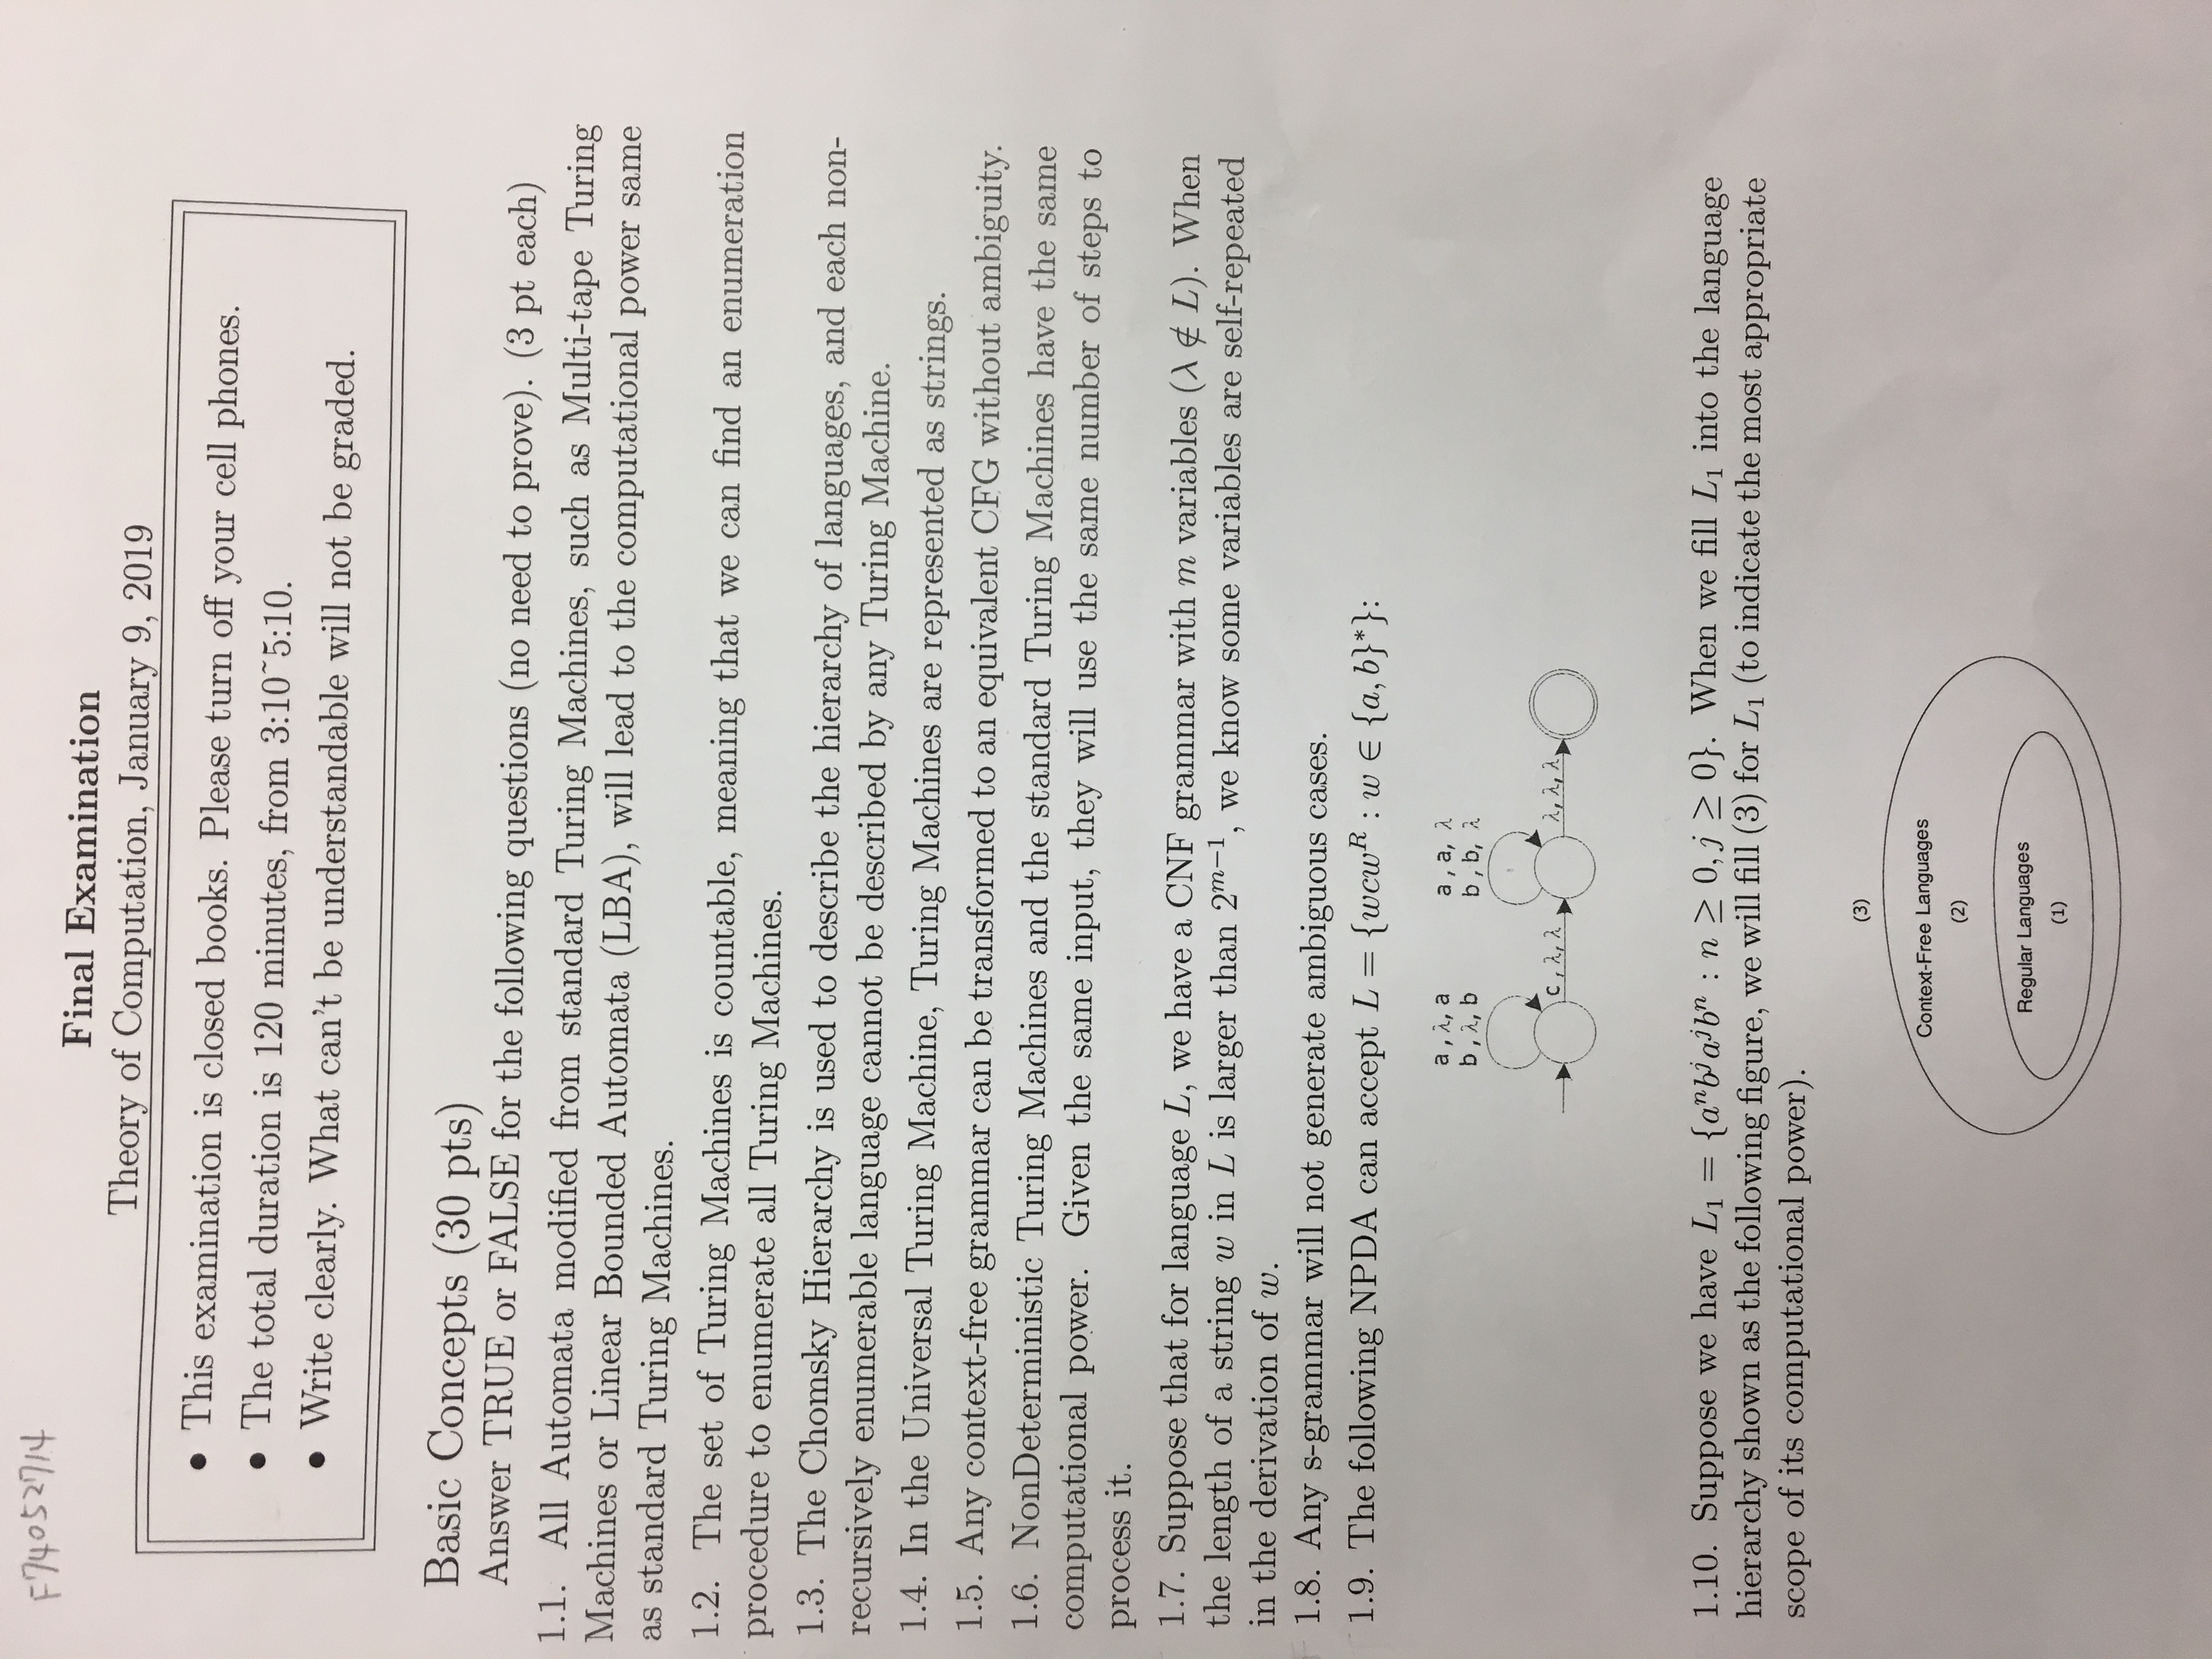 F74052714
Final Examination
Theory of Computation, January 9, 2019
• This examination is closed books. Please turn off your cell phones.
• The total duration is 120 minutes, from 3:10~5:10.
• Write clearly. What can't be understandable will not be graded.
Basic Concepts (30 pts)
Answer TRUE or FALSE for the following questions (no need to prove). (3 pt each)
1.1. All Automata modified from standard Turing Machines, such as Multi-tape Turing
Machines or Linear Bounded Automata (LBA), will lead to the computational power same
as standard Turing Machines.
1.2. The set of Turing Machines is countable, meaning that we can find an enumeration
procedure to enumerate all Turing Machines.
1.3. The Chomsky Hierarchy is used to describe the hierarchy of languages, and each non-
recursively enumerable language cannot be described by any Turing Machine.
1.4. In the Universal Turing Machine, Turing Machines are represented as strings.
1.5. Any context-free grammar can be transformed to an equivalent CFG without ambiguity.
1.6. NonDeterministic Turing Machines and the standard Turing Machines have the same
computational power. Given the same input, they will use the same number of steps to
process it.
1.7. Suppose that for language L, we have a CNF grammar with m variables (λ ∉ L). When
the length of a string w in L is larger than 2^{m−1}, we know some variables are self-repeated
in the derivation of w.
1.8. Any s-grammar will not generate ambiguous cases.
1.9. The following NPDA can accept L = {wcw^R : w ∈ {a, b}*}:
a , λ, a
b , λ, b
a , a, λ
b , b, λ
c , λ, λ
λ, λ, λ
1.10. Suppose we have L₁ = {aⁿbʲaʲbⁿ : n ≥ 0, j ≥ 0}. When we fill L₁ into the language
hierarchy shown as the following figure, we will fill (3) for L₁ (to indicate the most appropriate
scope of its computational power).
(3)
Context-Free Languages
(2)
Regular Languages
(1)